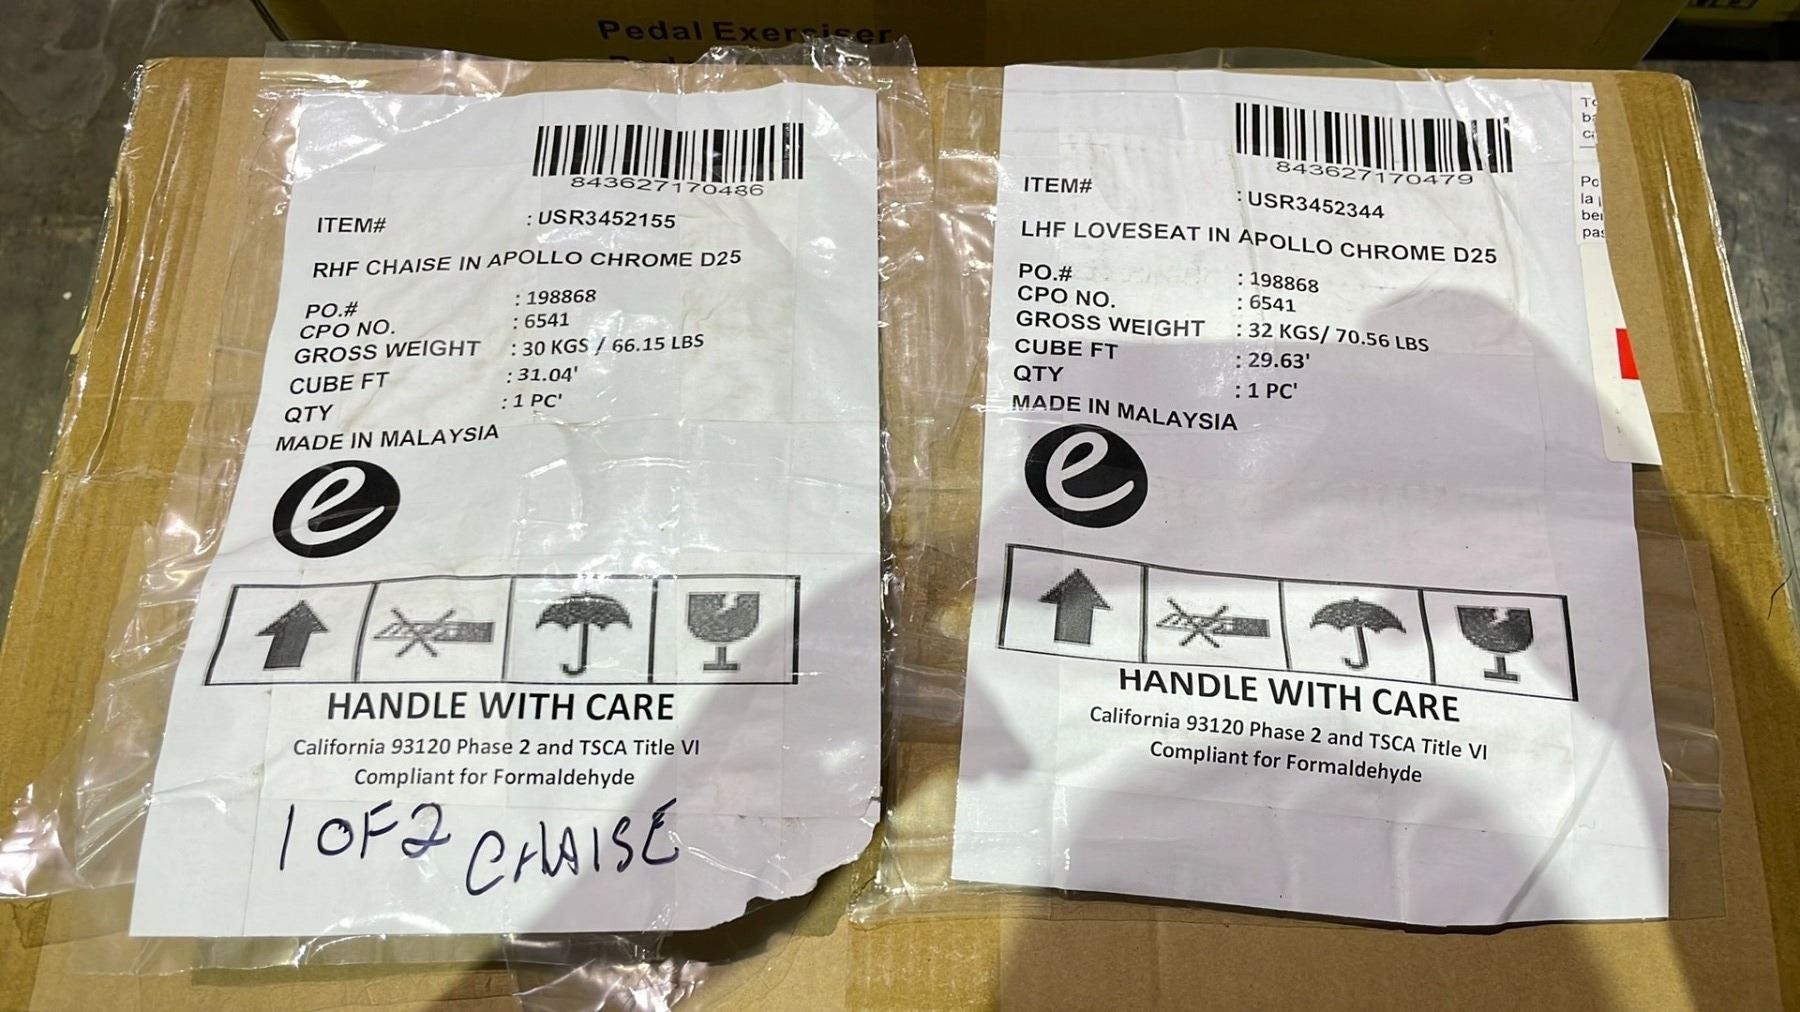 Pedal Exerciser
843627170486
ITEM# : USR3452155
RHF CHAISE IN APOLLO CHROME D25
PO.# : 198868
CPO NO. : 6541
GROSS WEIGHT : 30 KGS / 66.15 LBS
CUBE FT : 31.04'
QTY : 1 PC'
MADE IN MALAYSIA
e
HANDLE WITH CARE
California 93120 Phase 2 and TSCA Title VI
Compliant for Formaldehyde
1 OF 2 CHAISE
843627170479
ITEM# : USR3452344
LHF LOVESEAT IN APOLLO CHROME D25
PO.# : 198868
CPO NO. : 6541
GROSS WEIGHT : 32 KGS/ 70.56 LBS
CUBE FT : 29.63'
QTY : 1 PC'
MADE IN MALAYSIA
e
HANDLE WITH CARE
California 93120 Phase 2 and TSCA Title VI
Compliant for Formaldehyde
la